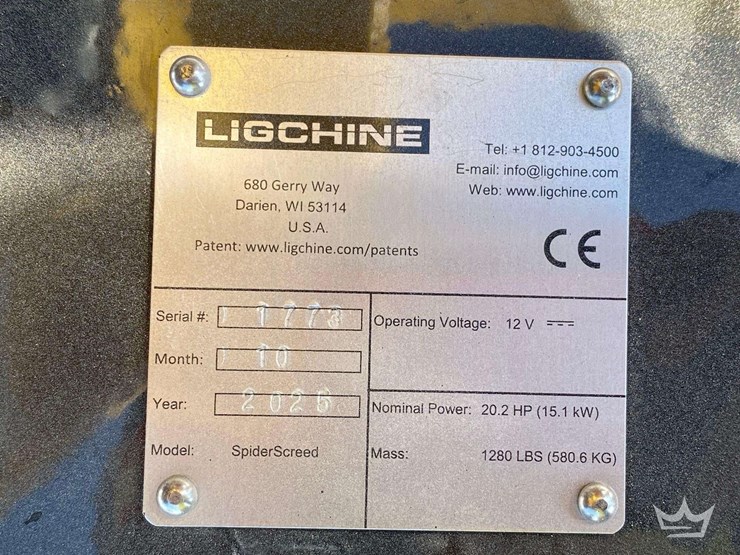 LIGCHINE
680 Gerry Way
Darien, WI 53114
U.S.A.
Patent: www.ligchine.com/patents
Tel: +1 812-903-4500
E-mail: info@ligchine.com
Web: www.ligchine.com
CE
Serial #:
Month: 10
Year:
Model: SpiderScreed
Operating Voltage: 12 V
Nominal Power: 20.2 HP (15.1 kW)
Mass: 1280 LBS (580.6 KG)